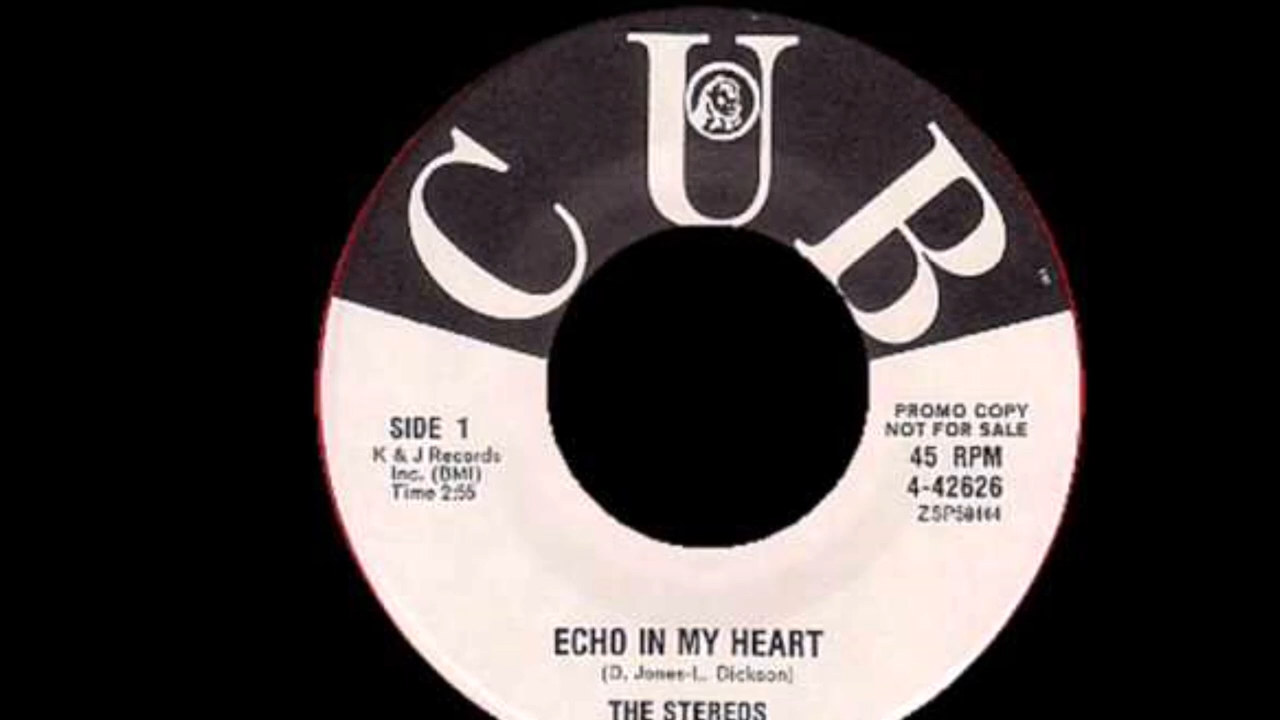 CUB
SIDE 1
K & J Records
Inc. (BMI)
Time 2:55
PROMO COPY
NOT FOR SALE
45 RPM
4-42626
ECHO IN MY HEART
(D. Jones-L. Dickson)
THE STEREOS